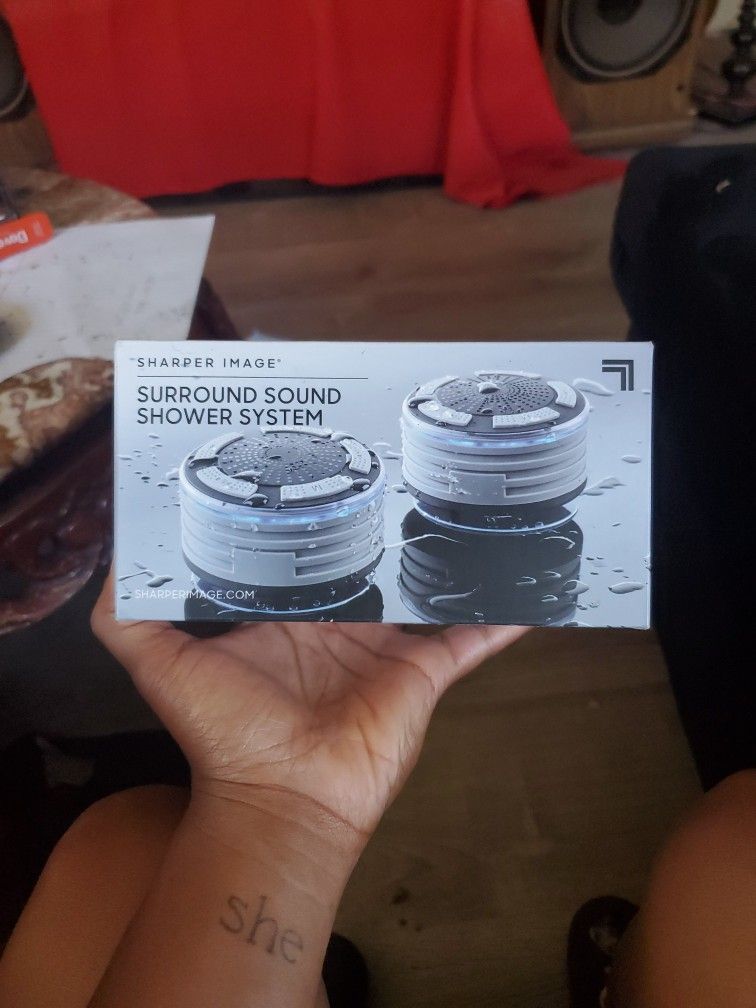 SHARPER IMAGE®
SURROUND SOUND
SHOWER SYSTEM
SHARPERIMAGE.COM
she